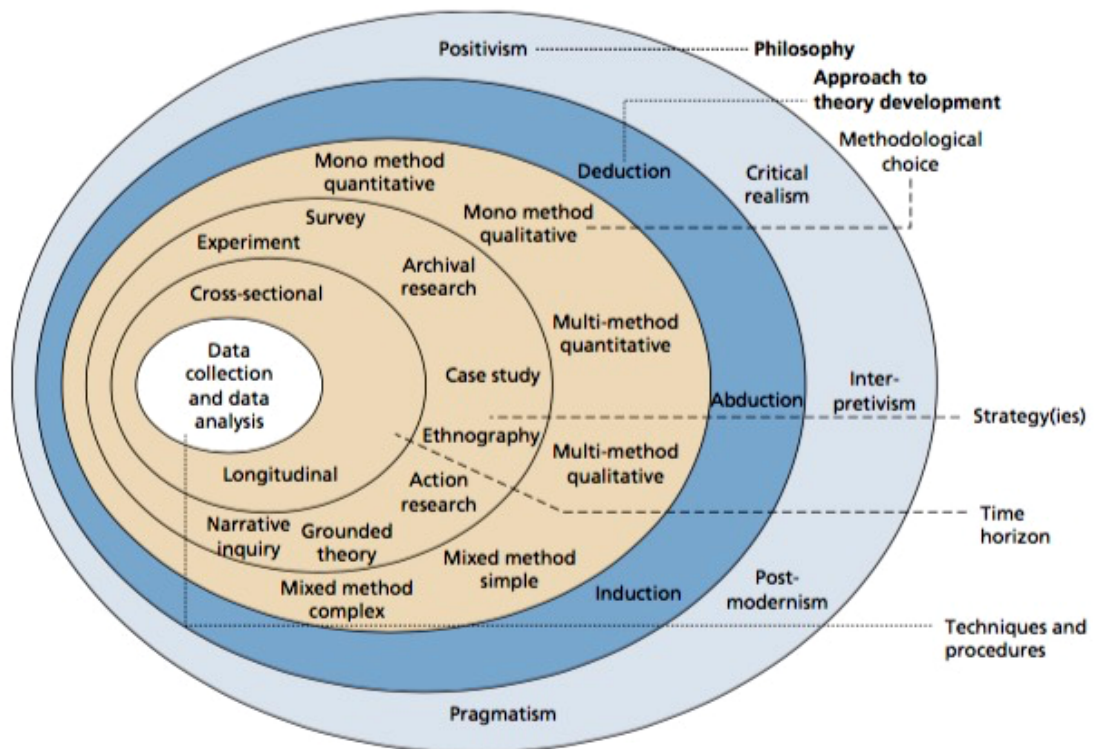 Positivism
Philosophy
Approach to
theory development
Methodological
choice
Mono method
quantitative
Deduction
Critical
realism
Survey
Mono method
qualitative
Experiment
Archival
research
Cross-sectional
Multi-method
quantitative
Data
collection
and data
analysis
Case study
Abduction
Inter-
pretivism
Strategy(ies)
Ethnography
Multi-method
qualitative
Longitudinal
Action
research
Narrative
inquiry
Grounded
theory
Time
horizon
Mixed method
simple
Mixed method
complex
Induction
Post-
modernism
Techniques and
procedures
Pragmatism